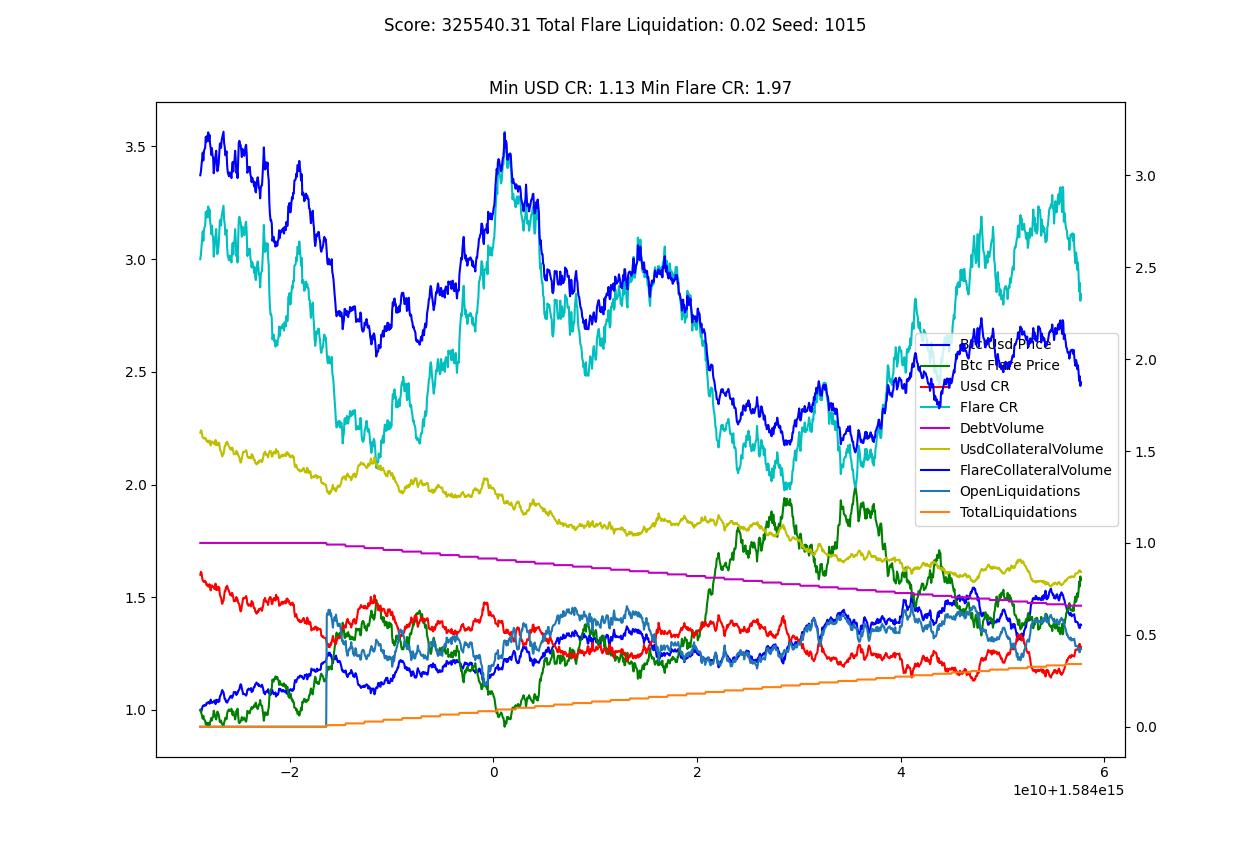 Score: 325540.31 Total Flare Liquidation: 0.02 Seed: 1015
Min USD CR: 1.13 Min Flare CR: 1.97
3.5
3.0
2.5
2.0
1.5
1.0
3.0
2.5
2.0
1.5
1.0
0.5
0.0
Btc Usd Price
Btc Flare Price
Usd CR
Flare CR
DebtVolume
UsdCollateralVolume
FlareCollateralVolume
OpenLiquidations
TotalLiquidations
−2
0
2
4
6
1e10+1.584e15